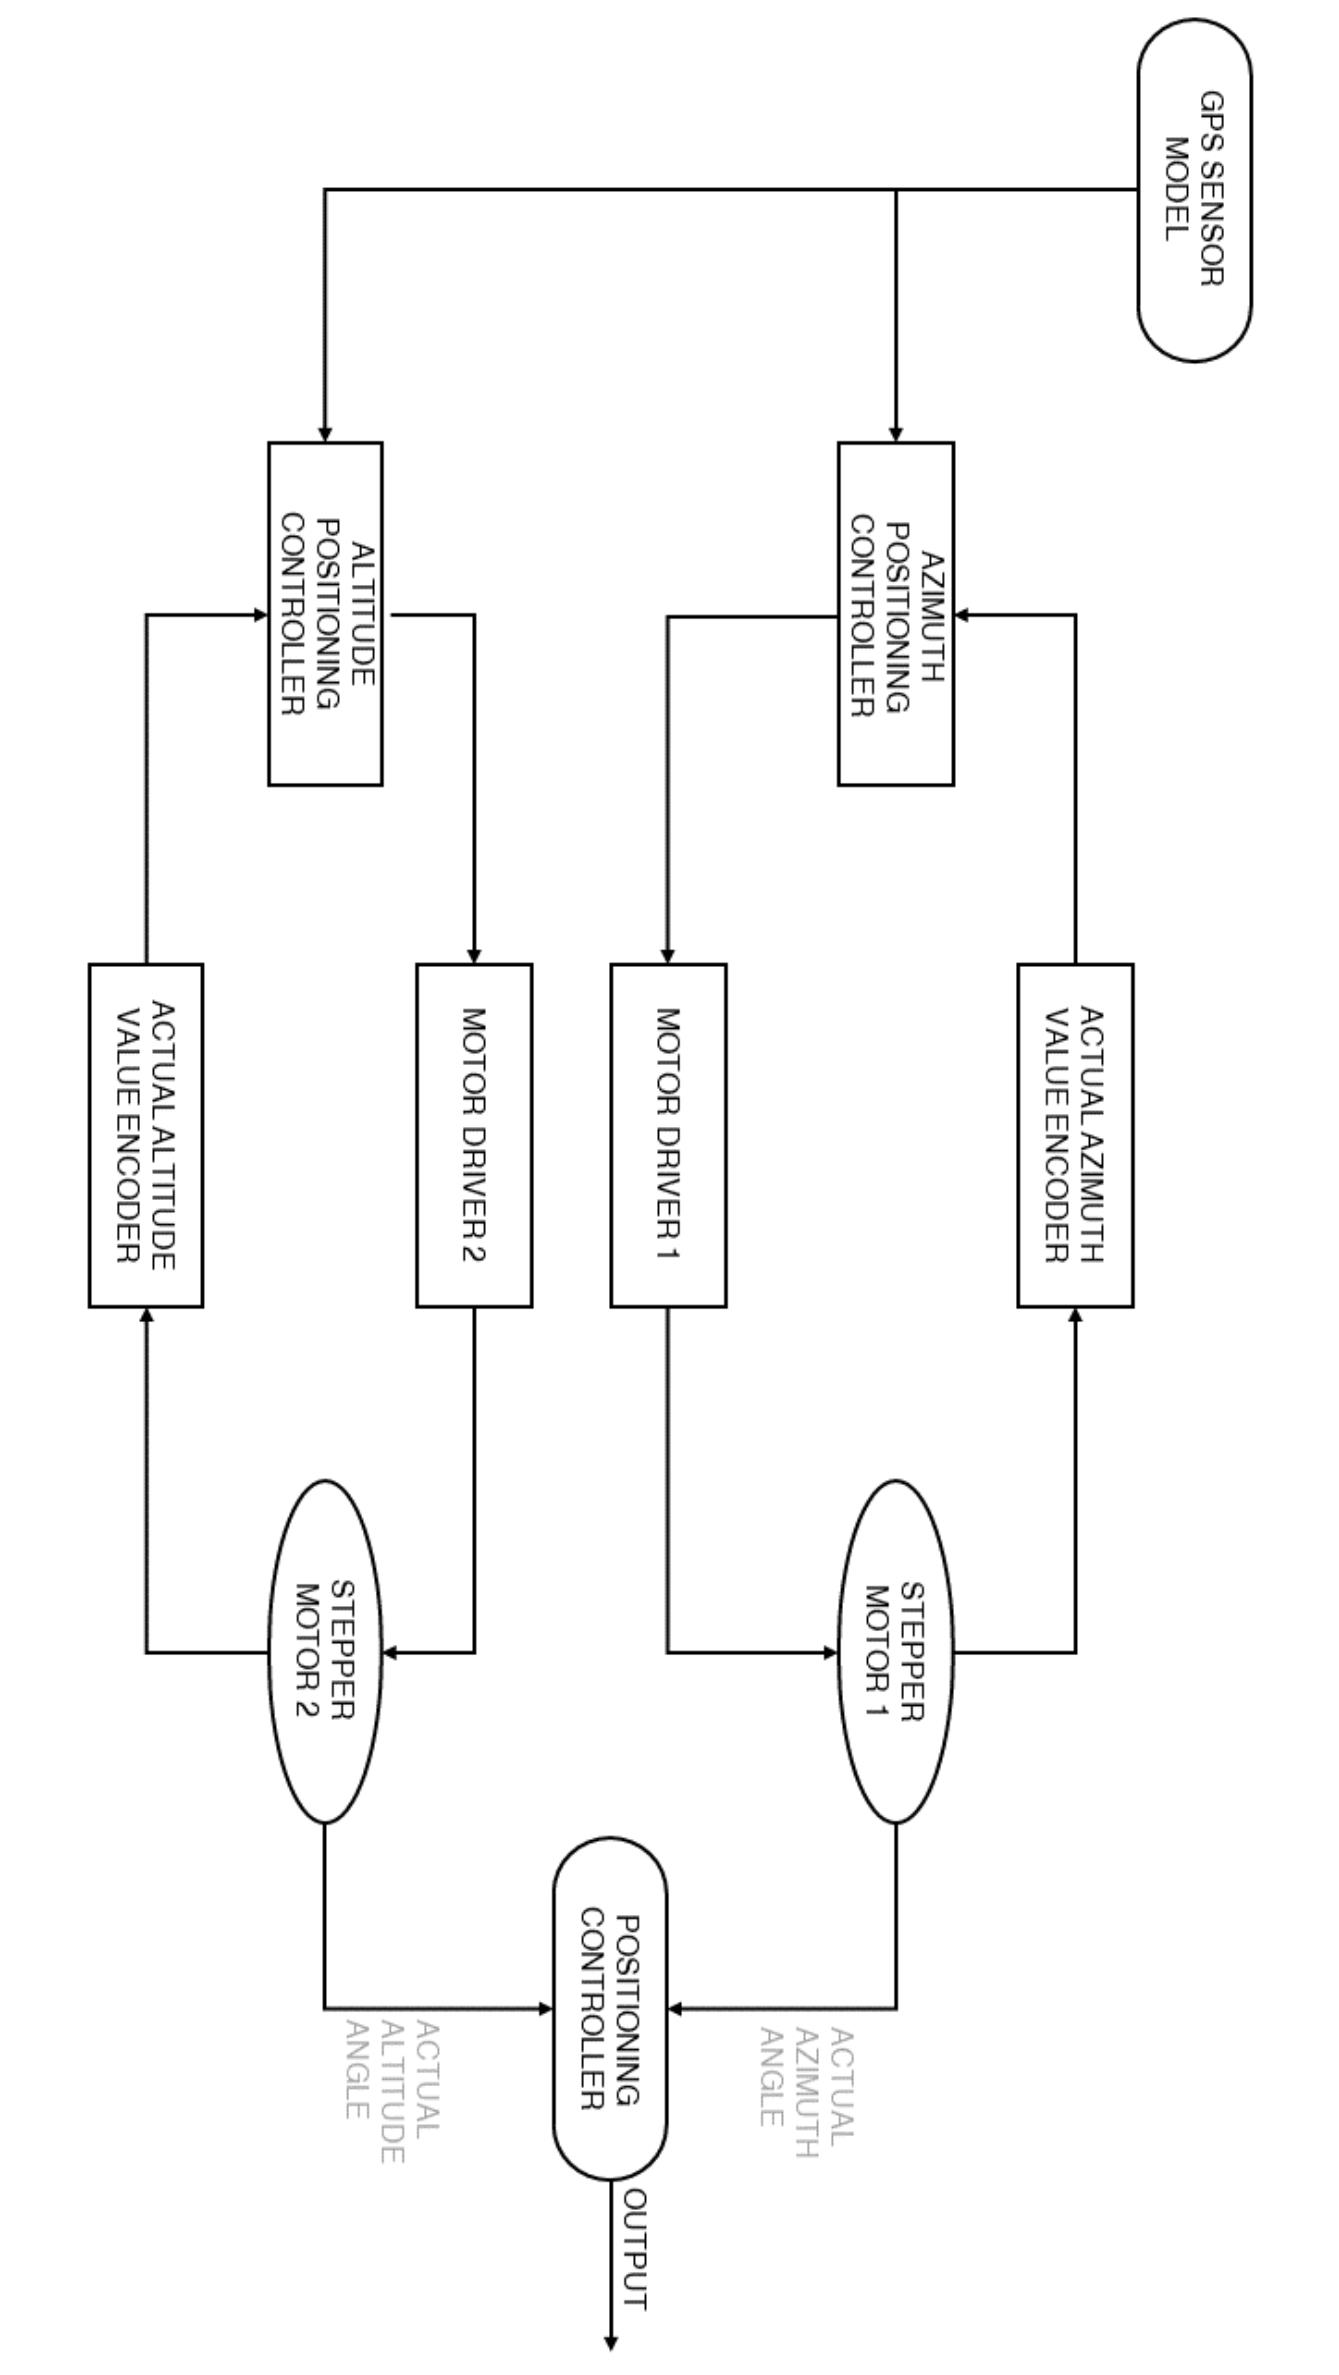 GPS SENSOR
MODEL
AZIMUTH
POSITIONING
CONTROLLER
ALTITUDE
POSITIONING
CONTROLLER
ACTUAL AZIMUTH
VALUE ENCODER
MOTOR DRIVER 1
MOTOR DRIVER 2
ACTUAL ALTITUDE
VALUE ENCODER
STEPPER
MOTOR 1
STEPPER
MOTOR 2
POSITIONING
CONTROLLER
ACTUAL
AZIMUTH
ANGLE
ACTUAL
ALTITUDE
ANGLE
OUTPUT